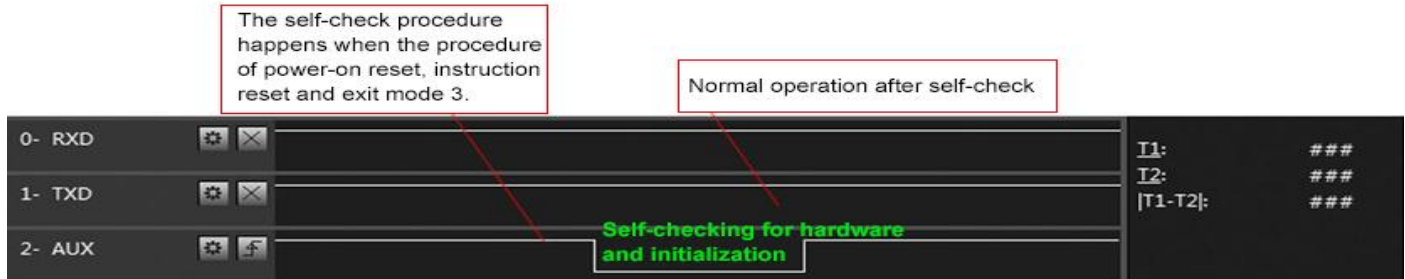 The self-check procedure
happens when the procedure
of power-on reset, instruction
reset and exit mode 3.
Normal operation after self-check
0- RXD
T1: ###
1- TXD
T2: ###
|T1-T2|: ###
Self-checking for hardware
and initialization
2- AUX